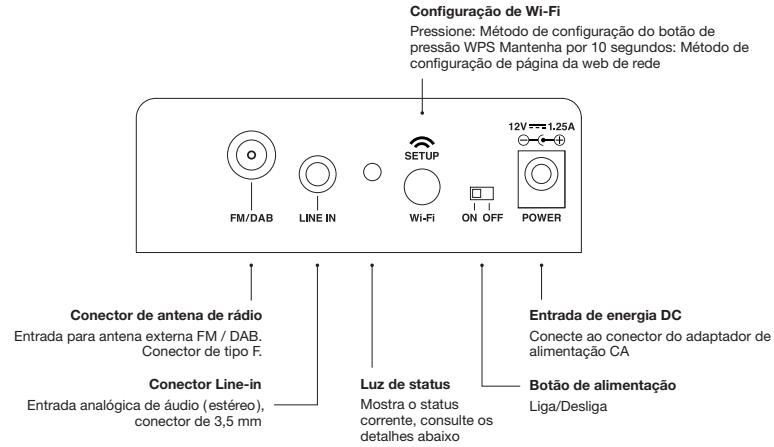 Configuração de Wi-Fi
Pressione: Método de configuração do botão de
pressão WPS Mantenha por 10 segundos: Método de
configuração de página da web de rede
12V 1.25A
SETUP
FM/DAB
LINE IN
Wi-Fi
ON OFF
POWER
Conector de antena de rádio
Entrada para antena externa FM / DAB.
Conector de tipo F.
Conector Line-in
Entrada analógica de áudio (estéreo),
conector de 3,5 mm
Luz de status
Mostra o status
corrente, consulte os
detalhes abaixo
Entrada de energia DC
Conecte ao conector do adaptador de
alimentação CA
Botão de alimentação
Liga/Desliga